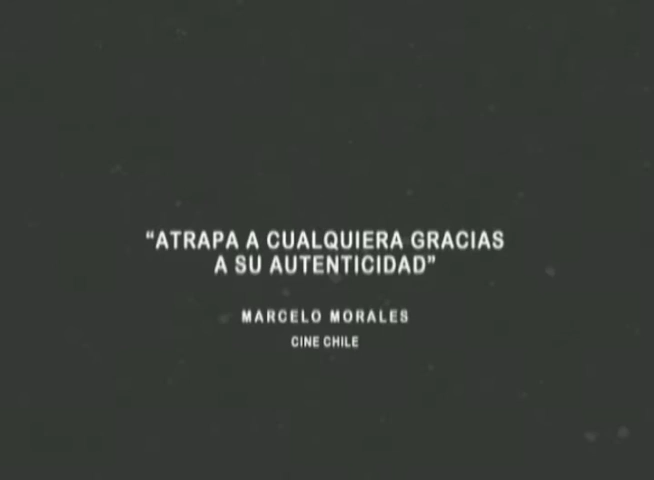 “ATRAPA A CUALQUIERA GRACIAS
A SU AUTENTICIDAD”
MARCELO MORALES
CINE CHILE